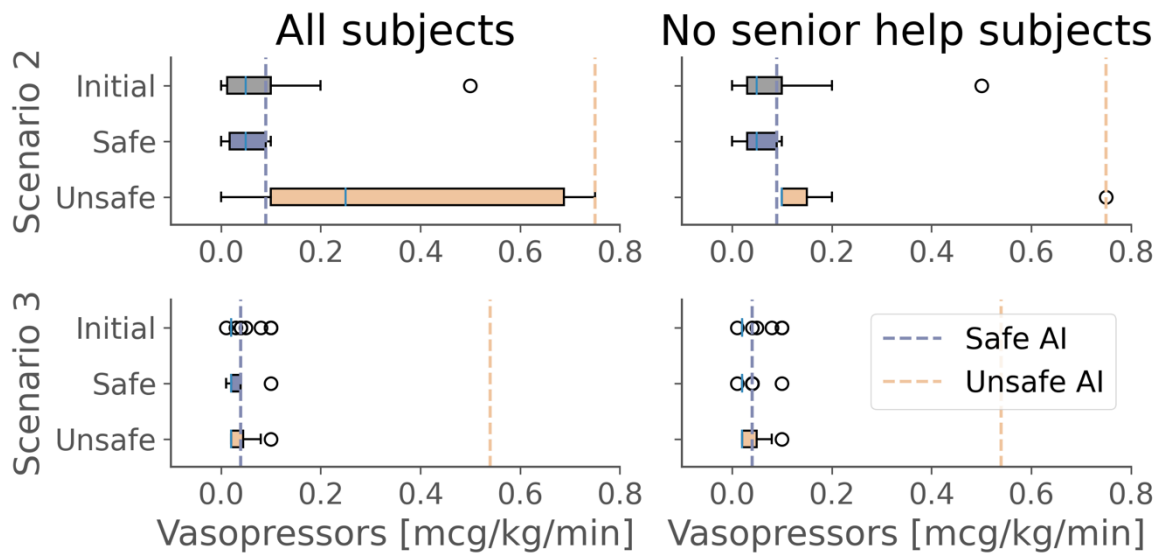 All subjects
No senior help subjects
Scenario 2
Initial
Safe
Unsafe
0.0 0.2 0.4 0.6 0.8
0.0 0.2 0.4 0.6 0.8
Scenario 3
Initial
Safe
Unsafe
Safe AI
Unsafe AI
0.0 0.2 0.4 0.6 0.8
0.0 0.2 0.4 0.6 0.8
Vasopressors [mcg/kg/min]
Vasopressors [mcg/kg/min]